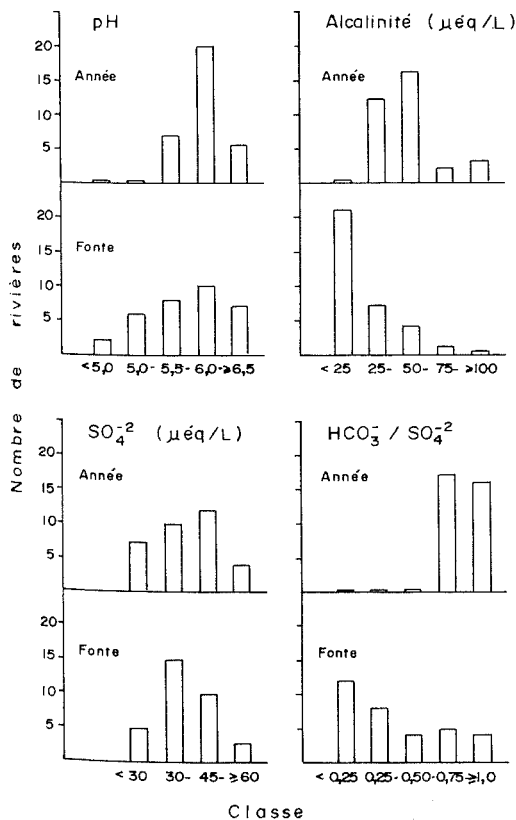 Nombre de rivières
pH
Année
20
15
10
5
Fonte
20
15
10
5
<5,0 5,0- 5,5- 6,0- ≥6,5
Alcalinité (µéq/L)
Année
Fonte
<25 25- 50- 75- ≥100
SO₄⁻² (µéq/L)
Année
20
15
10
5
Fonte
20
15
10
5
<30 30- 45- ≥60
HCO₃⁻ / SO₄⁻²
Année
Fonte
<0,25 0,25- 0,50- 0,75- ≥1,0
Classe